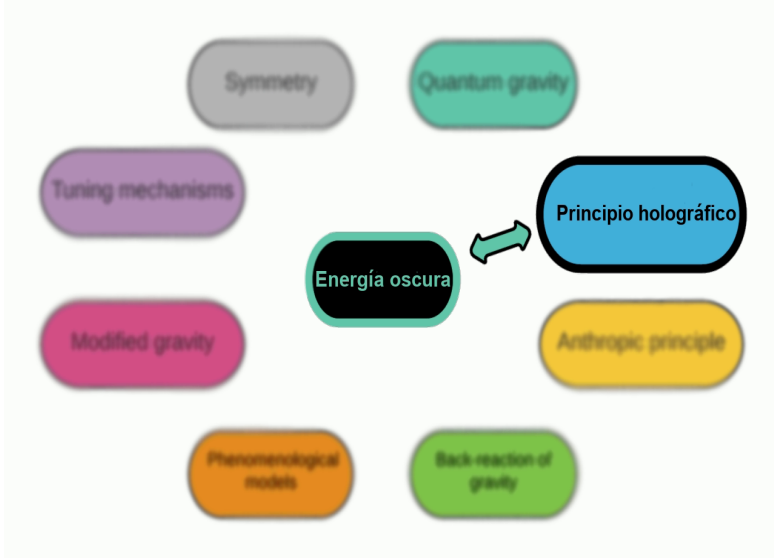 Symmetry
Quantum gravity
Tuning mechanisms
Principio holográfico
Energía oscura
Modified gravity
Anthropic principle
Phenomenological
models
Back-reaction of
gravity